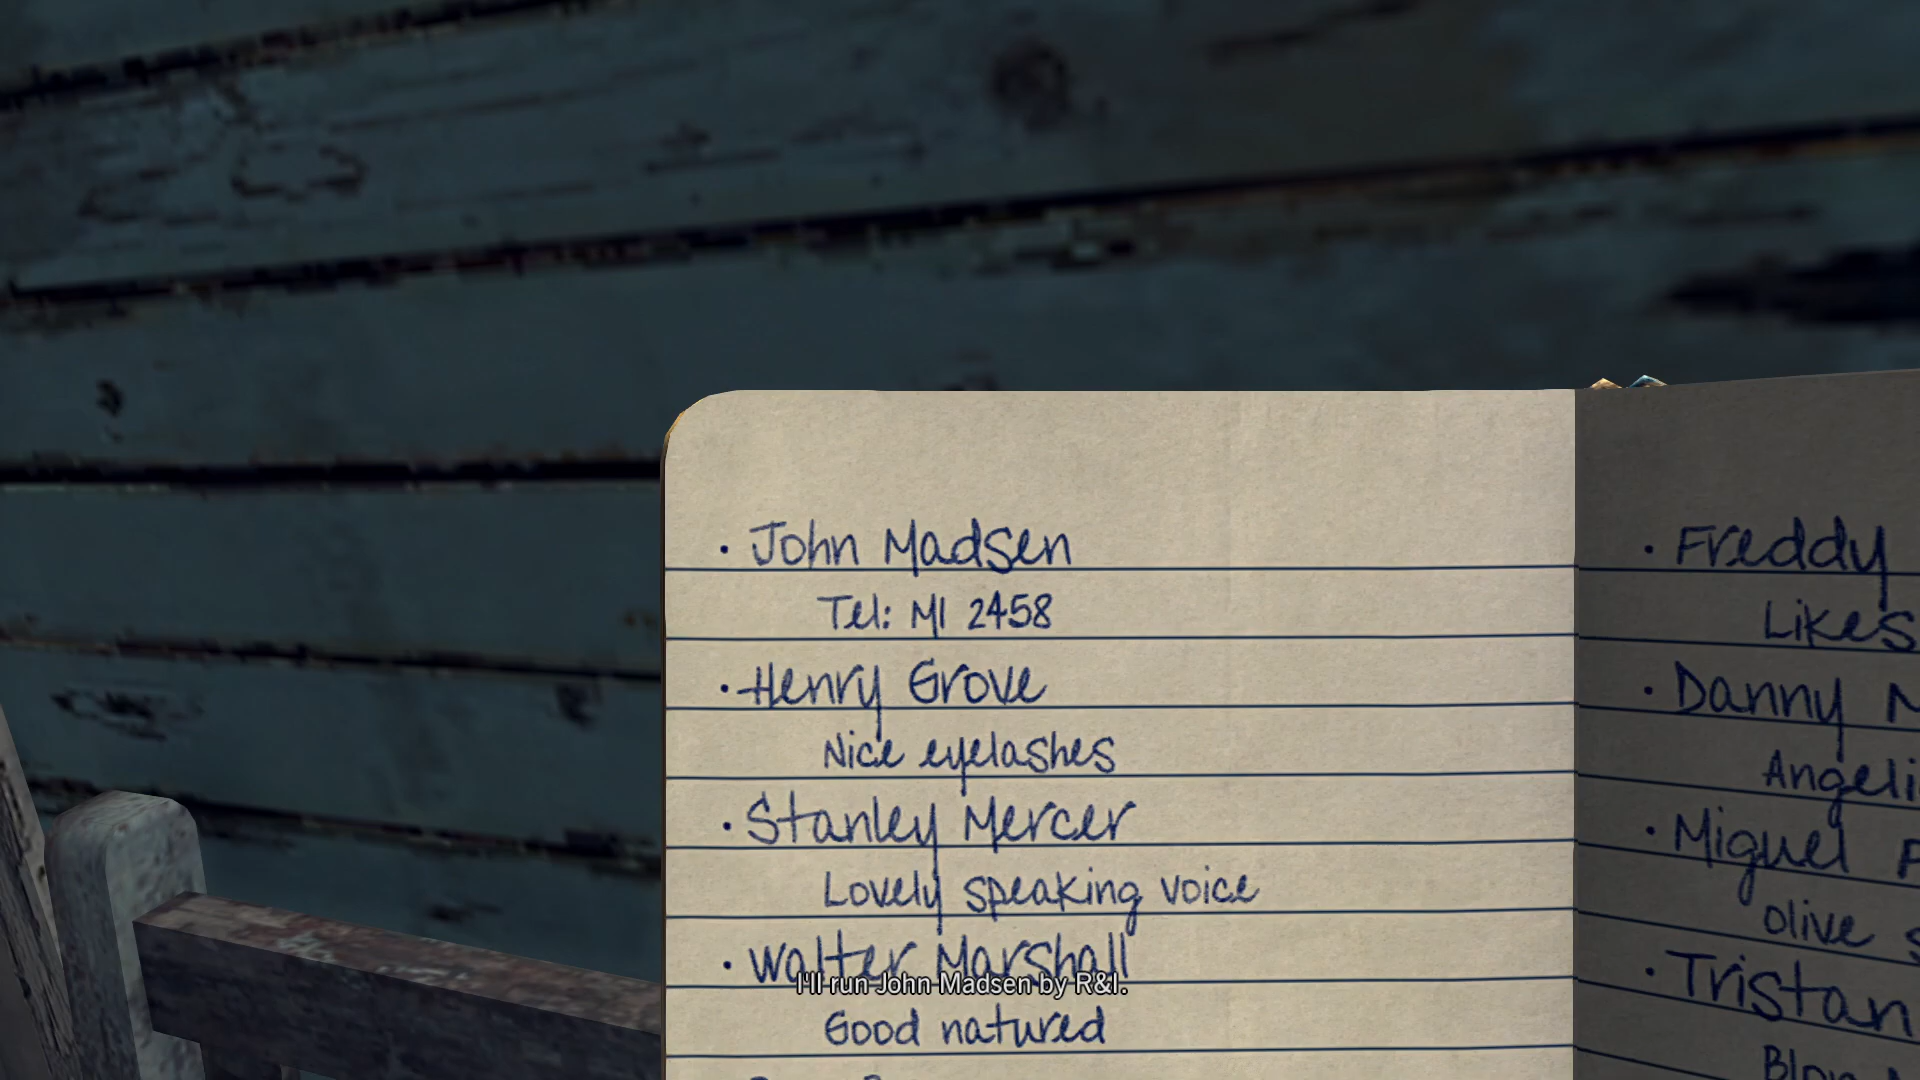 · John Madsen
Tel: MI 2458
· Henry Grove
Nice eyelashes
· Stanley Mercer
Lovely speaking voice
· Walter Marshall
I'll run John Madsen by R&I.
Good natured
· Freddy
Likes
· Danny
· Miguel
Olive
· Tristan